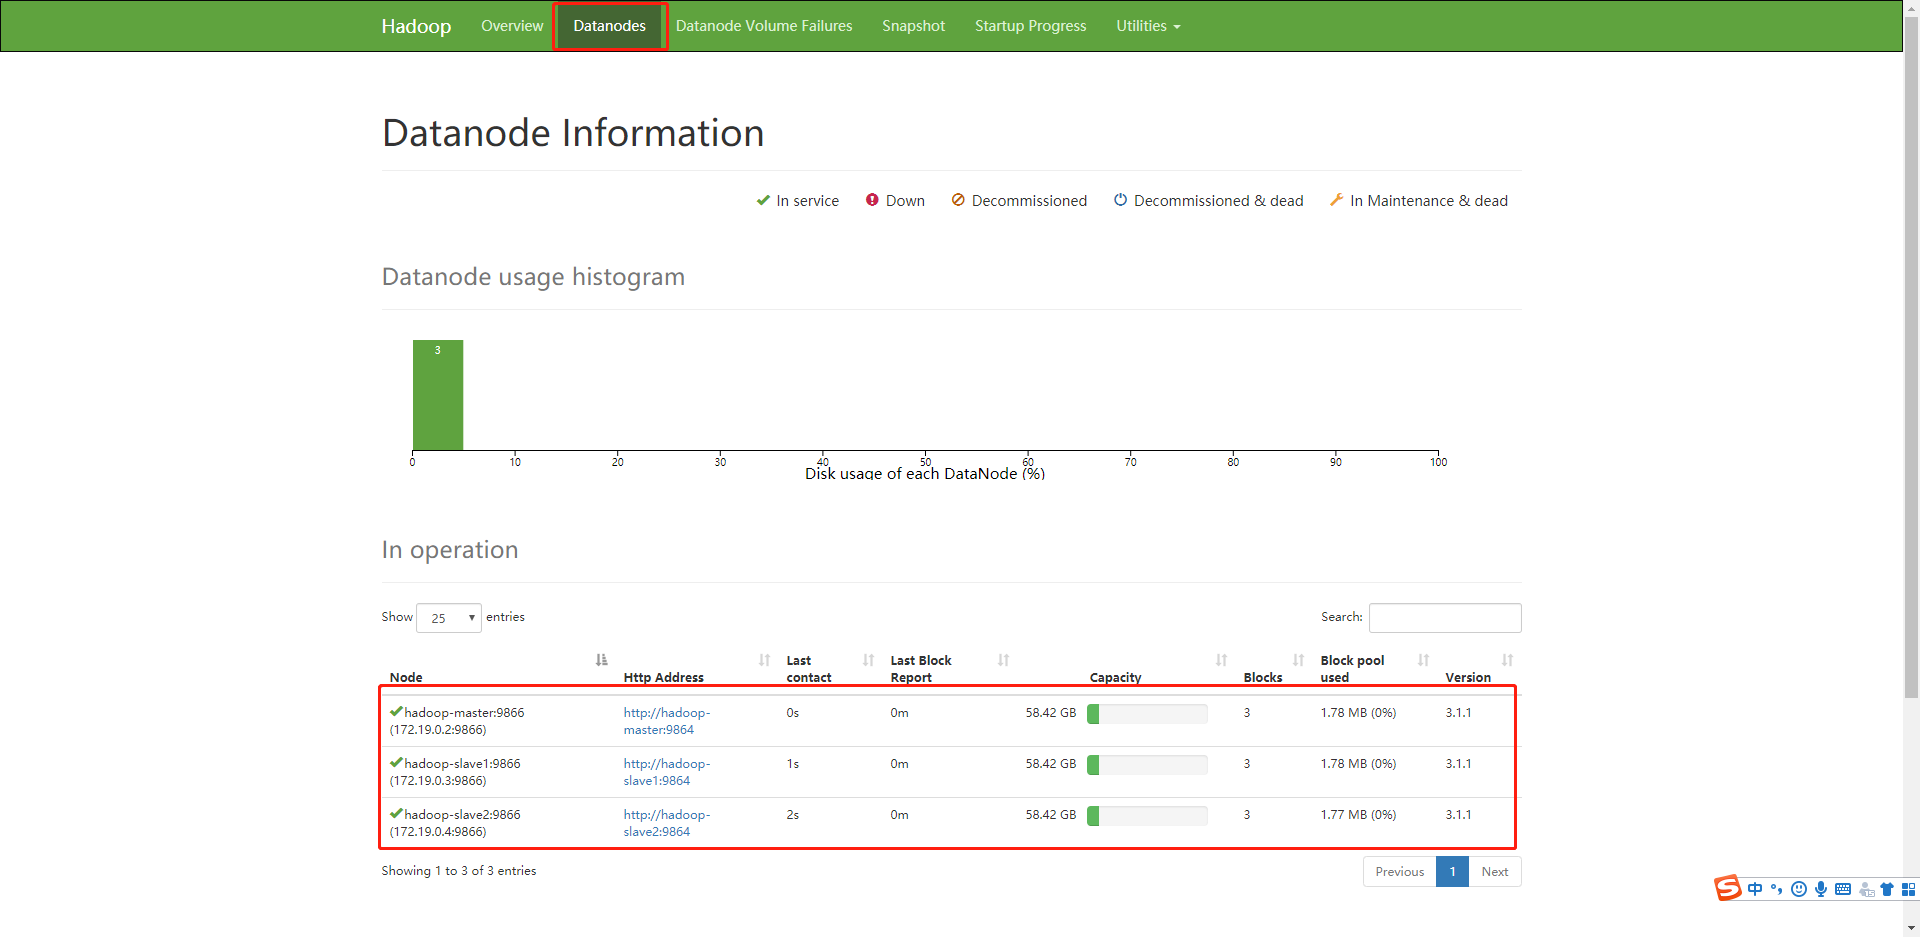 Hadoop Overview Datanodes Datanode Volume Failures Snapshot Startup Progress Utilities
Datanode Information
In service Down Decommissioned Decommissioned & dead In Maintenance & dead
Datanode usage histogram
3
0 10 20 30 40 50 60 70 80 90 100
Disk usage of each DataNode (%)
In operation
Show 25 entries Search:
Node Http Address Last contact Last Block Report Capacity Blocks Block pool used Version
hadoop-master:9866 http://hadoop- 0s 0m 58.42 GB 3 1.78 MB (0%) 3.1.1
(172.19.0.2:9866) master:9864
hadoop-slave1:9866 http://hadoop- 1s 0m 58.42 GB 3 1.78 MB (0%) 3.1.1
(172.19.0.3:9866) slave1:9864
hadoop-slave2:9866 http://hadoop- 2s 0m 58.42 GB 3 1.77 MB (0%) 3.1.1
(172.19.0.4:9866) slave2:9864
Showing 1 to 3 of 3 entries Previous 1 Next
S 中